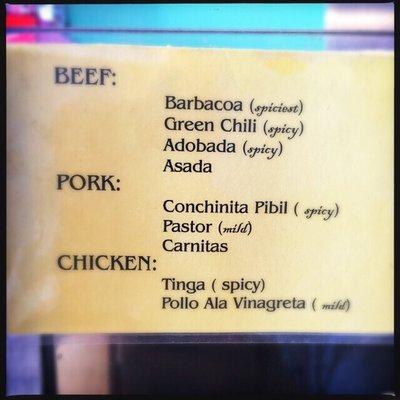 BEEF:
Barbacoa (spiciest)
Green Chili (spicy)
Adobada (spicy)
Asada
PORK:
Conchinita Pibil ( spicy)
Pastor (mild)
Carnitas
CHICKEN:
Tinga ( spicy)
Pollo Ala Vinagreta ( mild)